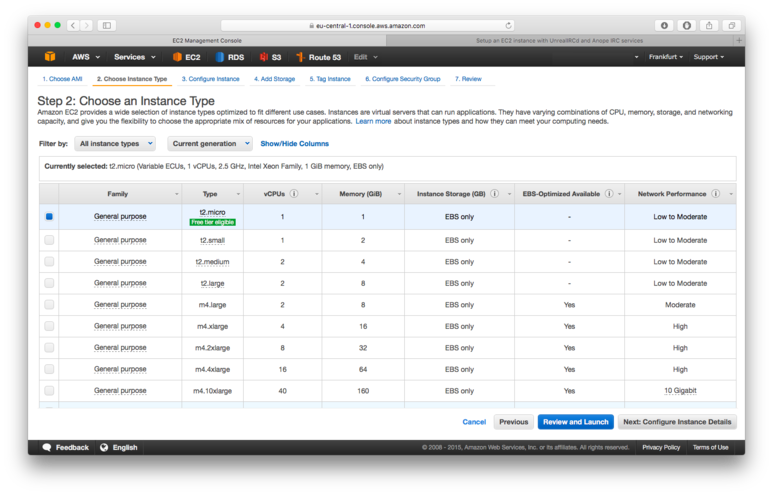 eu-central-1.console.aws.amazon.com
EC2 Management Console
Setup an EC2 instance with UnrealIRCd and Anope IRC services
AWS Services EC2 RDS S3 Route 53 Edit Frankfurt Support
1. Choose AMI 2. Choose Instance Type 3. Configure Instance 4. Add Storage 5. Tag Instance 6. Configure Security Group 7. Review
Step 2: Choose an Instance Type
Amazon EC2 provides a wide selection of instance types optimized to fit different use cases. Instances are virtual servers that can run applications. They have varying combinations of CPU, memory, storage, and networking
capacity, and give you the flexibility to choose the appropriate mix of resources for your applications. Learn more about instance types and how they can meet your computing needs.
Filter by: All instance types Current generation Show/Hide Columns
Currently selected: t2.micro (Variable ECUs, 1 vCPUs, 2.5 GHz, Intel Xeon Family, 1 GiB memory, EBS only)
Family Type vCPUs Memory (GiB) Instance Storage (GB) EBS-Optimized Available Network Performance
General purpose t2.micro 1 1 EBS only - Low to Moderate
Free tier eligible
General purpose t2.small 1 2 EBS only - Low to Moderate
General purpose t2.medium 2 4 EBS only - Low to Moderate
General purpose t2.large 2 8 EBS only - Low to Moderate
General purpose m4.large 2 8 EBS only Yes Moderate
General purpose m4.xlarge 4 16 EBS only Yes High
General purpose m4.2xlarge 8 32 EBS only Yes High
General purpose m4.4xlarge 16 64 EBS only Yes High
General purpose m4.10xlarge 40 160 EBS only Yes 10 Gigabit
Cancel Previous Review and Launch Next: Configure Instance Details
Feedback English © 2008 - 2015, Amazon Web Services, Inc. or its affiliates. All rights reserved. Privacy Policy Terms of Use